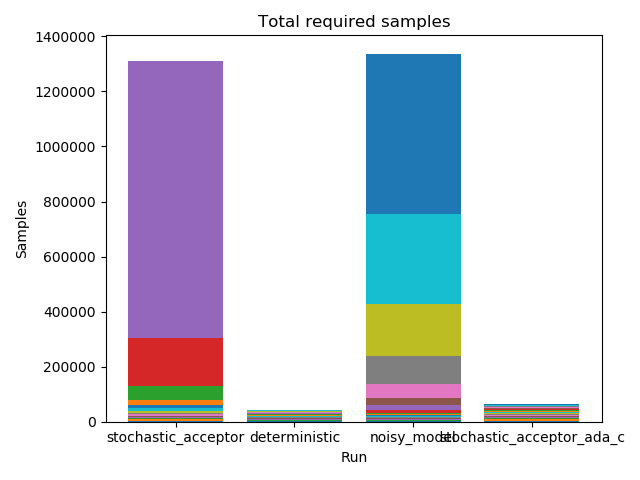 Total required samples
1400000
1200000
1000000
800000
600000
400000
200000
0
Samples
stochastic_acceptor deterministic noisy_model stochastic_acceptor_ada_c
Run